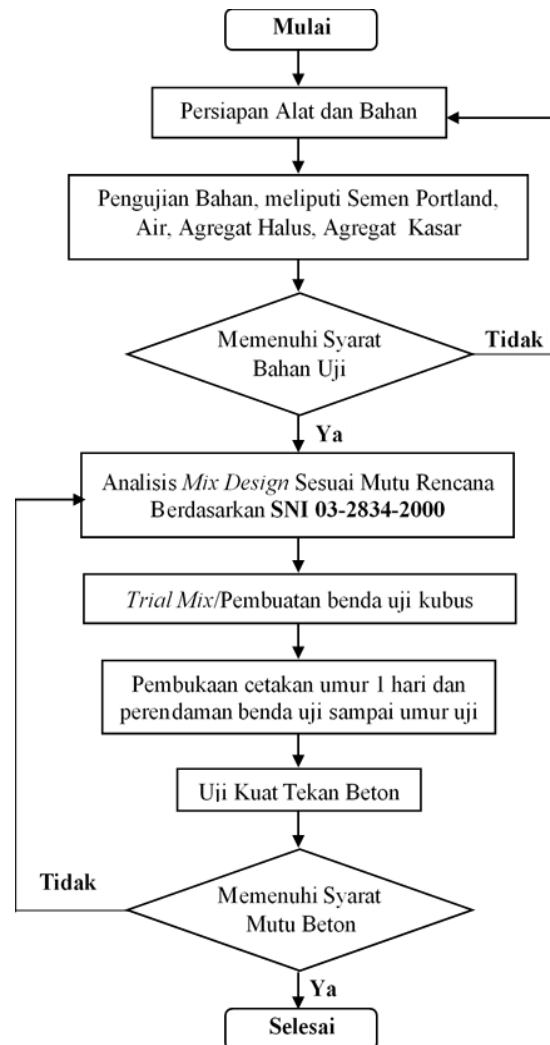 Mulai
Persiapan Alat dan Bahan
Pengujian Bahan, meliputi Semen Portland,
Air, Agregat Halus, Agregat Kasar
Memenuhi Syarat
Bahan Uji
Tidak
Ya
Analisis Mix Design Sesuai Mutu Rencana
Berdasarkan SNI 03-2834-2000
Trial Mix/Pembuatan benda uji kubus
Pembukaan cetakan umur 1 hari dan
perendaman benda uji sampai umur uji
Uji Kuat Tekan Beton
Tidak
Memenuhi Syarat
Mutu Beton
Ya
Selesai